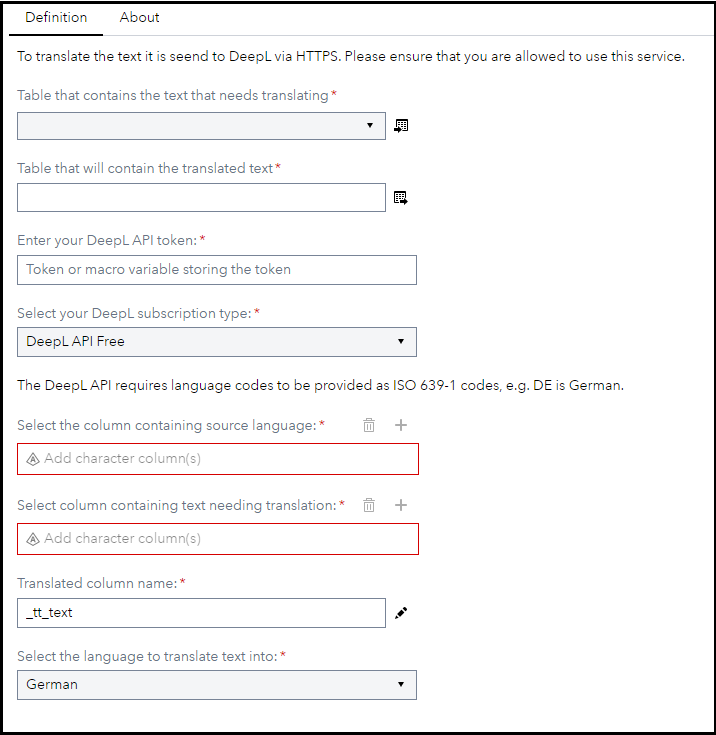 Definition About
To translate the text it is seend to DeepL via HTTPS. Please ensure that you are allowed to use this service.
Table that contains the text that needs translating*
Table that will contain the translated text*
Enter your DeepL API token:*
Token or macro variable storing the token
Select your DeepL subscription type:*
DeepL API Free
The DeepL API requires language codes to be provided as ISO 639-1 codes, e.g. DE is German.
Select the column containing source language:*
Add character column(s)
Select column containing text needing translation:*
Add character column(s)
Translated column name:*
_tt_text
Select the language to translate text into:*
German